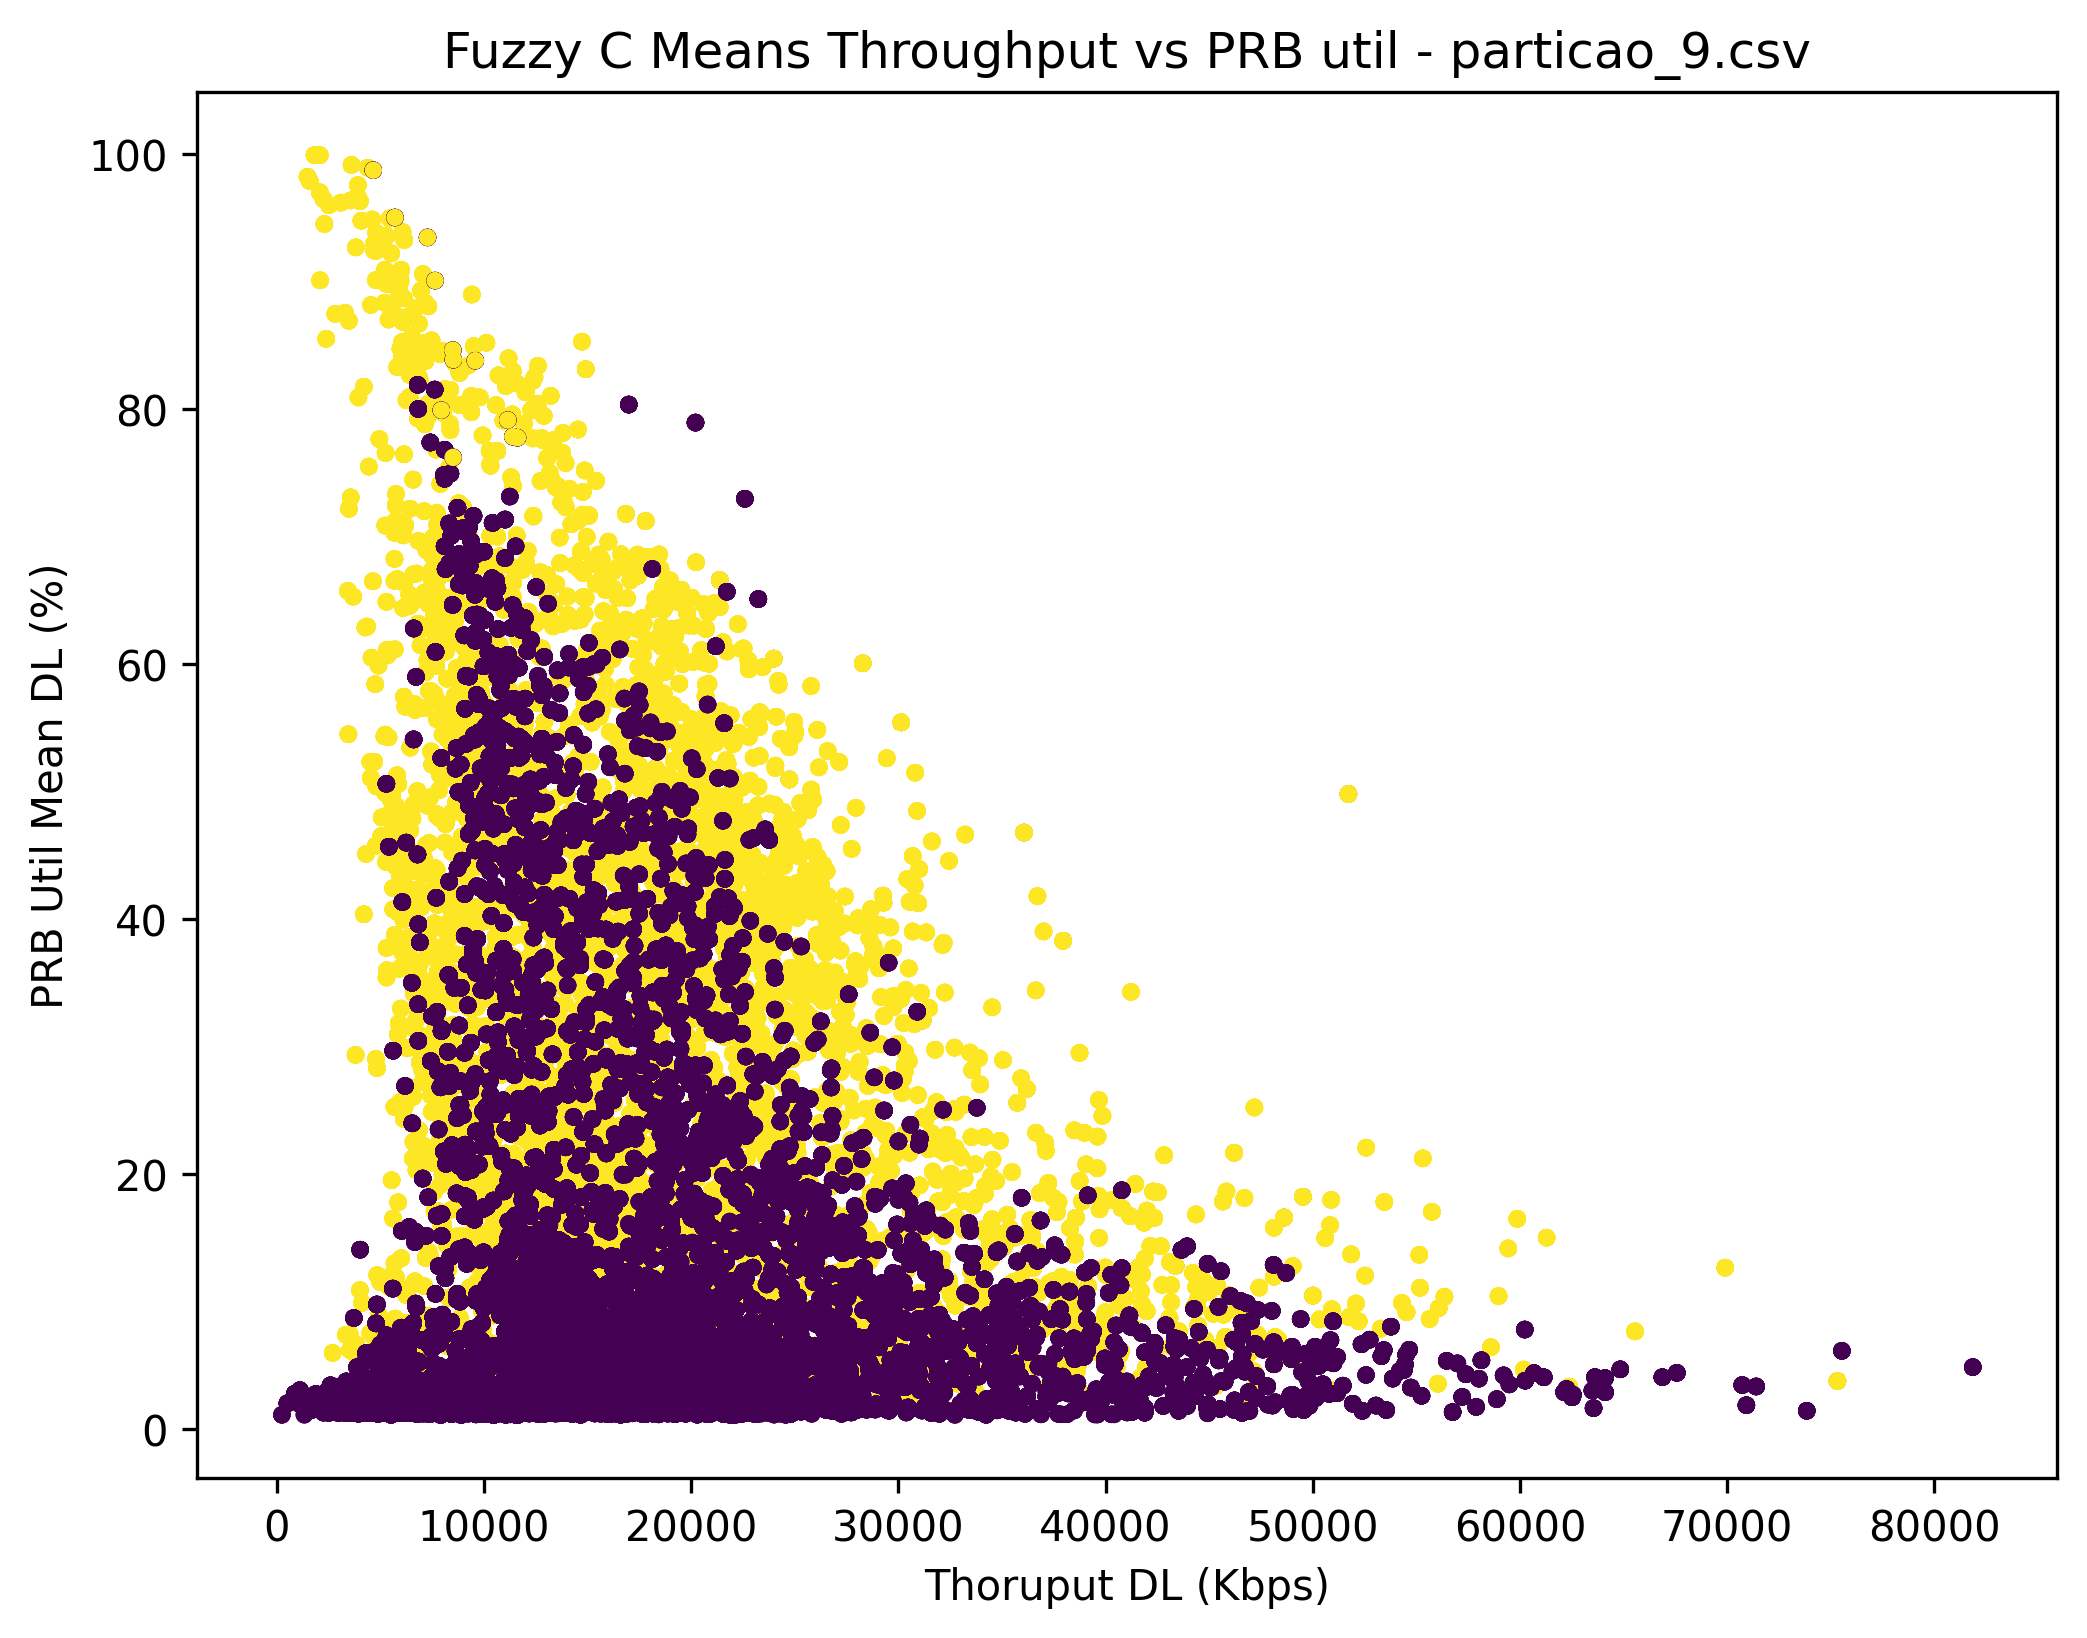 Fuzzy C Means Throughput vs PRB util - particao_9.csv
100
80
60
40
20
0
PRB Util Mean DL (%)
0 10000 20000 30000 40000 50000 60000 70000 80000
Thoruput DL (Kbps)